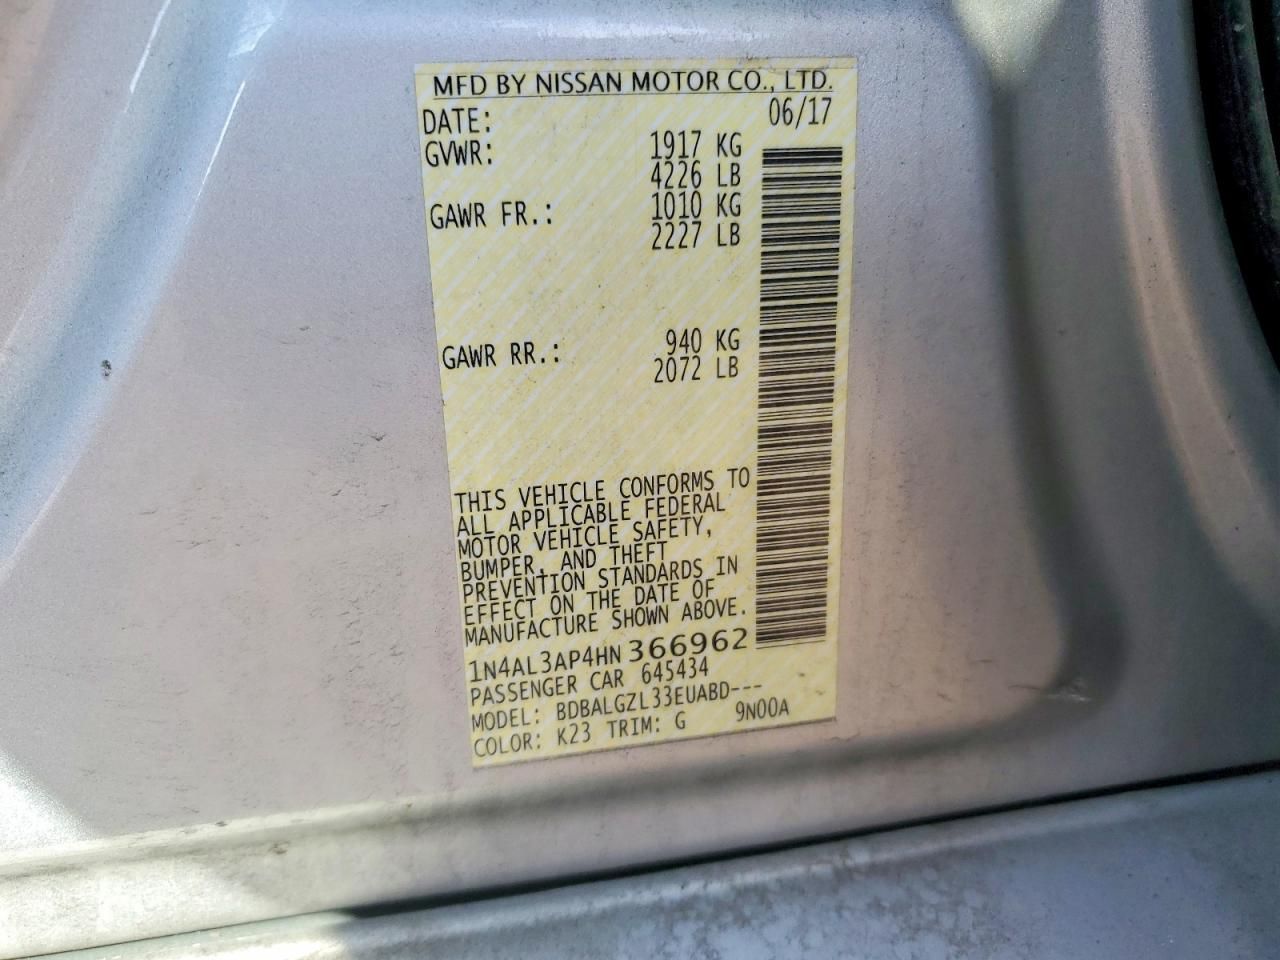 MFD BY NISSAN MOTOR CO., LTD.
DATE: 06/17
GVWR: 1917 KG
4226 LB
GAWR FR.: 1010 KG
2227 LB
GAWR RR.: 940 KG
2072 LB
THIS VEHICLE CONFORMS TO
ALL APPLICABLE FEDERAL
MOTOR VEHICLE SAFETY,
BUMPER, AND THEFT
PREVENTION STANDARDS IN
EFFECT ON THE DATE OF
MANUFACTURE SHOWN ABOVE.
1N4AL3AP4HN366962
PASSENGER CAR 645434
MODEL: BDBALGZL33EUABD---
COLOR: K23 TRIM: G 9N00A